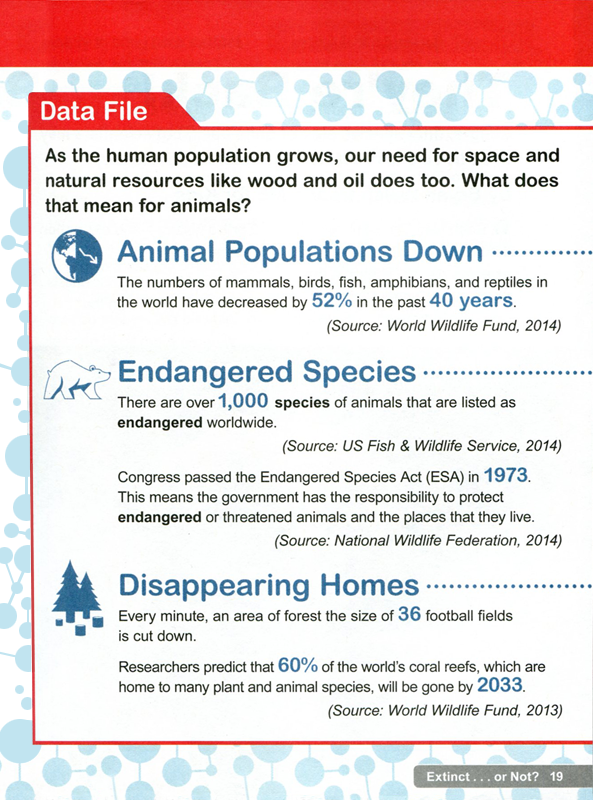 Data File
As the human population grows, our need for space and
natural resources like wood and oil does too. What does
that mean for animals?
Animal Populations Down
The numbers of mammals, birds, fish, amphibians, and reptiles in
the world have decreased by 52% in the past 40 years.
(Source: World Wildlife Fund, 2014)
Endangered Species
There are over 1,000 species of animals that are listed as
endangered worldwide.
(Source: US Fish & Wildlife Service, 2014)
Congress passed the Endangered Species Act (ESA) in 1973.
This means the government has the responsibility to protect
endangered or threatened animals and the places that they live.
(Source: National Wildlife Federation, 2014)
Disappearing Homes
Every minute, an area of forest the size of 36 football fields
is cut down.
Researchers predict that 60% of the world's coral reefs, which are
home to many plant and animal species, will be gone by 2033.
(Source: World Wildlife Fund, 2013)
Extinct . . . or Not? 19